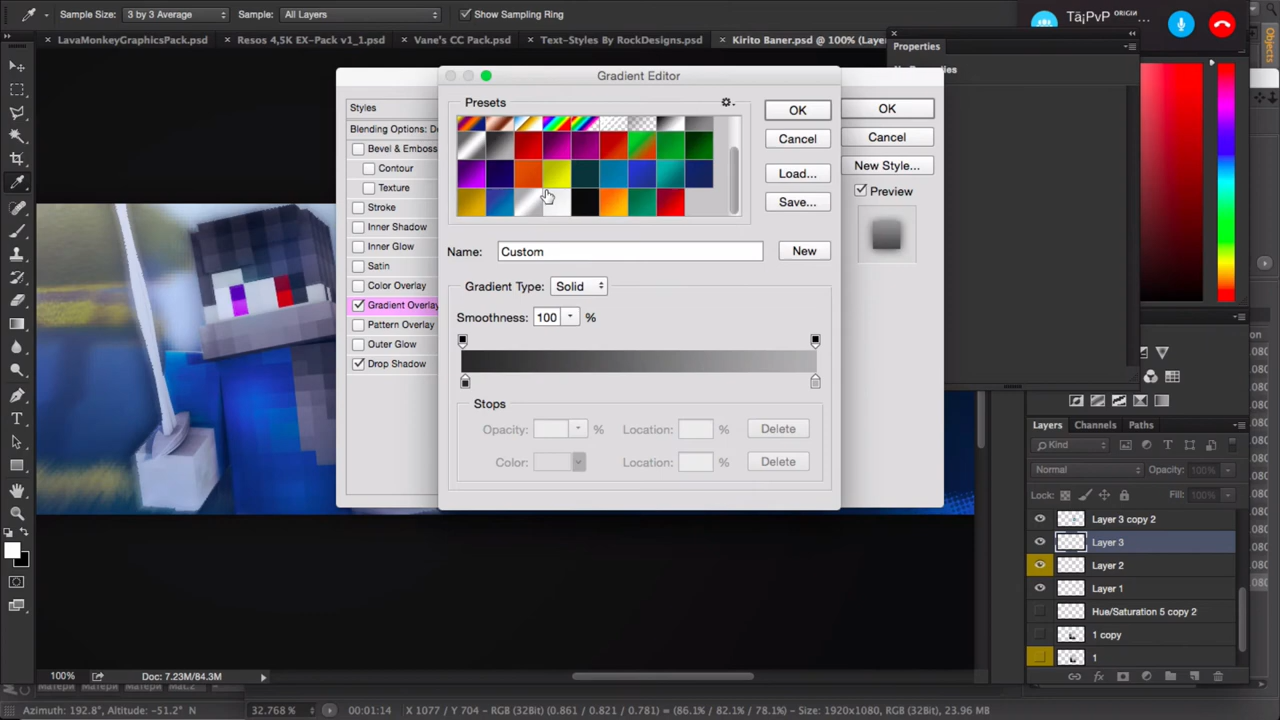 Sample Size: 3 by 3 Average Sample: All Layers Show Sampling Ring
Tā¡PvP ORIGIN ...
Objects
× LavaMonkeyGraphicsPack.psd × Resos 4,5K EX-Pack v1_1.psd × Vane's CC Pack.psd × Text-Styles By RockDesigns.psd × Kirito Baner.psd @ 100% (Laye
Properties
Gradient Editor
Styles
Blending Options: De
Bevel & Emboss
Contour
Texture
Stroke
Inner Shadow
Inner Glow
Satin
Color Overlay
Gradient Overlay
Pattern Overlay
Outer Glow
Drop Shadow
Presets
OK
Cancel
Load...
Save...
Name: Custom New
Gradient Type: Solid
Smoothness: 100 %
Stops
Opacity: % Location: % Delete
Color: Location: % Delete
OK
Cancel
New Style...
Preview
Layers Channels Paths
Kind
Normal Opacity: 100%
Lock: Fill: 100%
Layer 3 copy 2
Layer 3
Layer 2
Layer 1
Hue/Saturation 5 copy 2
1 copy
1
100% Doc: 7.23M/84.3M
Azimuth: 192.8°, Altitude: -51.2° N 32.768 % 00:01:14 X 1077 / Y 704 - RGB (32Bit) (0.861 / 0.821 / 0.781) = (86.1% / 82.1% / 78.1%) - Size: 1920x1080, 23.96 MB